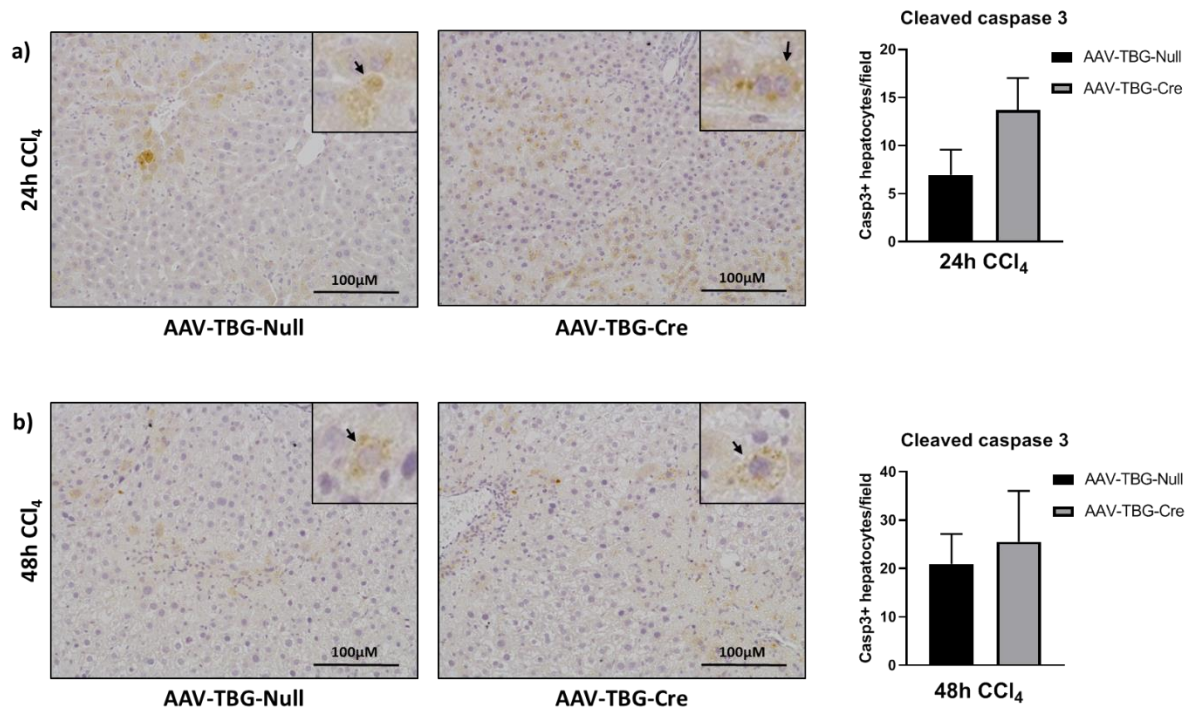 a)
24h CCl₄
100µM
AAV-TBG-Null
100µM
AAV-TBG-Cre
Cleaved caspase 3
Casp3+ hepatocytes/field
20
15
10
5
0
24h CCl₄
AAV-TBG-Null
AAV-TBG-Cre
b)
48h CCl₄
100µM
AAV-TBG-Null
100µM
AAV-TBG-Cre
Cleaved caspase 3
Casp3+ hepatocytes/field
40
30
20
10
0
48h CCl₄
AAV-TBG-Null
AAV-TBG-Cre